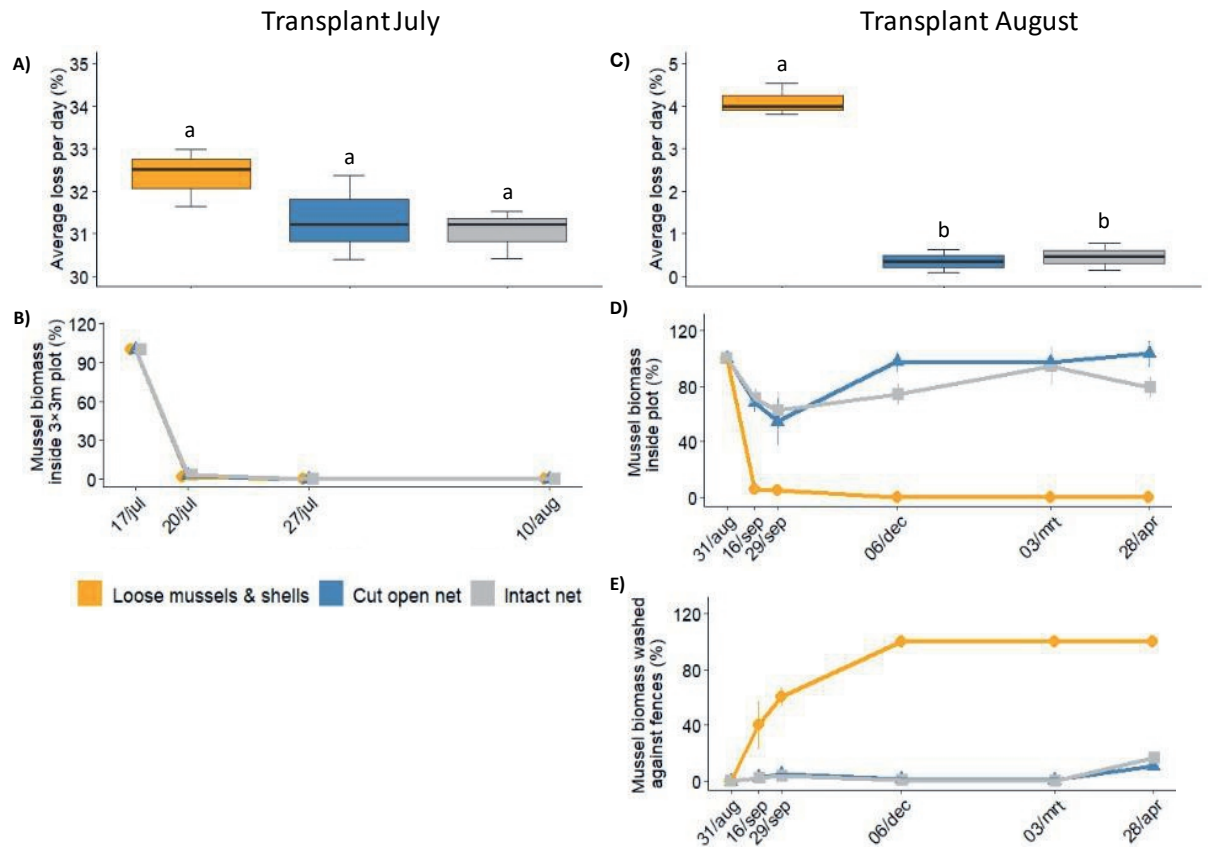 Transplant July
Transplant August
A)
Average loss per day (%)
35
34
33
32
31
30
a
a
a
C)
Average loss per day (%)
5
4
3
2
1
0
a
b
b
B)
Mussel biomass
inside 3×3m plot (%)
120
90
60
30
0
17/jul
20/jul
27/jul
10/aug
D)
Mussel biomass
inside plot (%)
120
80
40
0
31/aug
16/sep
29/sep
06/dec
03/mrt
28/apr
Loose mussels & shells
Cut open net
Intact net
E)
Mussel biomass washed
against fences (%)
120
80
40
0
31/aug
16/sep
29/sep
06/dec
03/mrt
28/apr